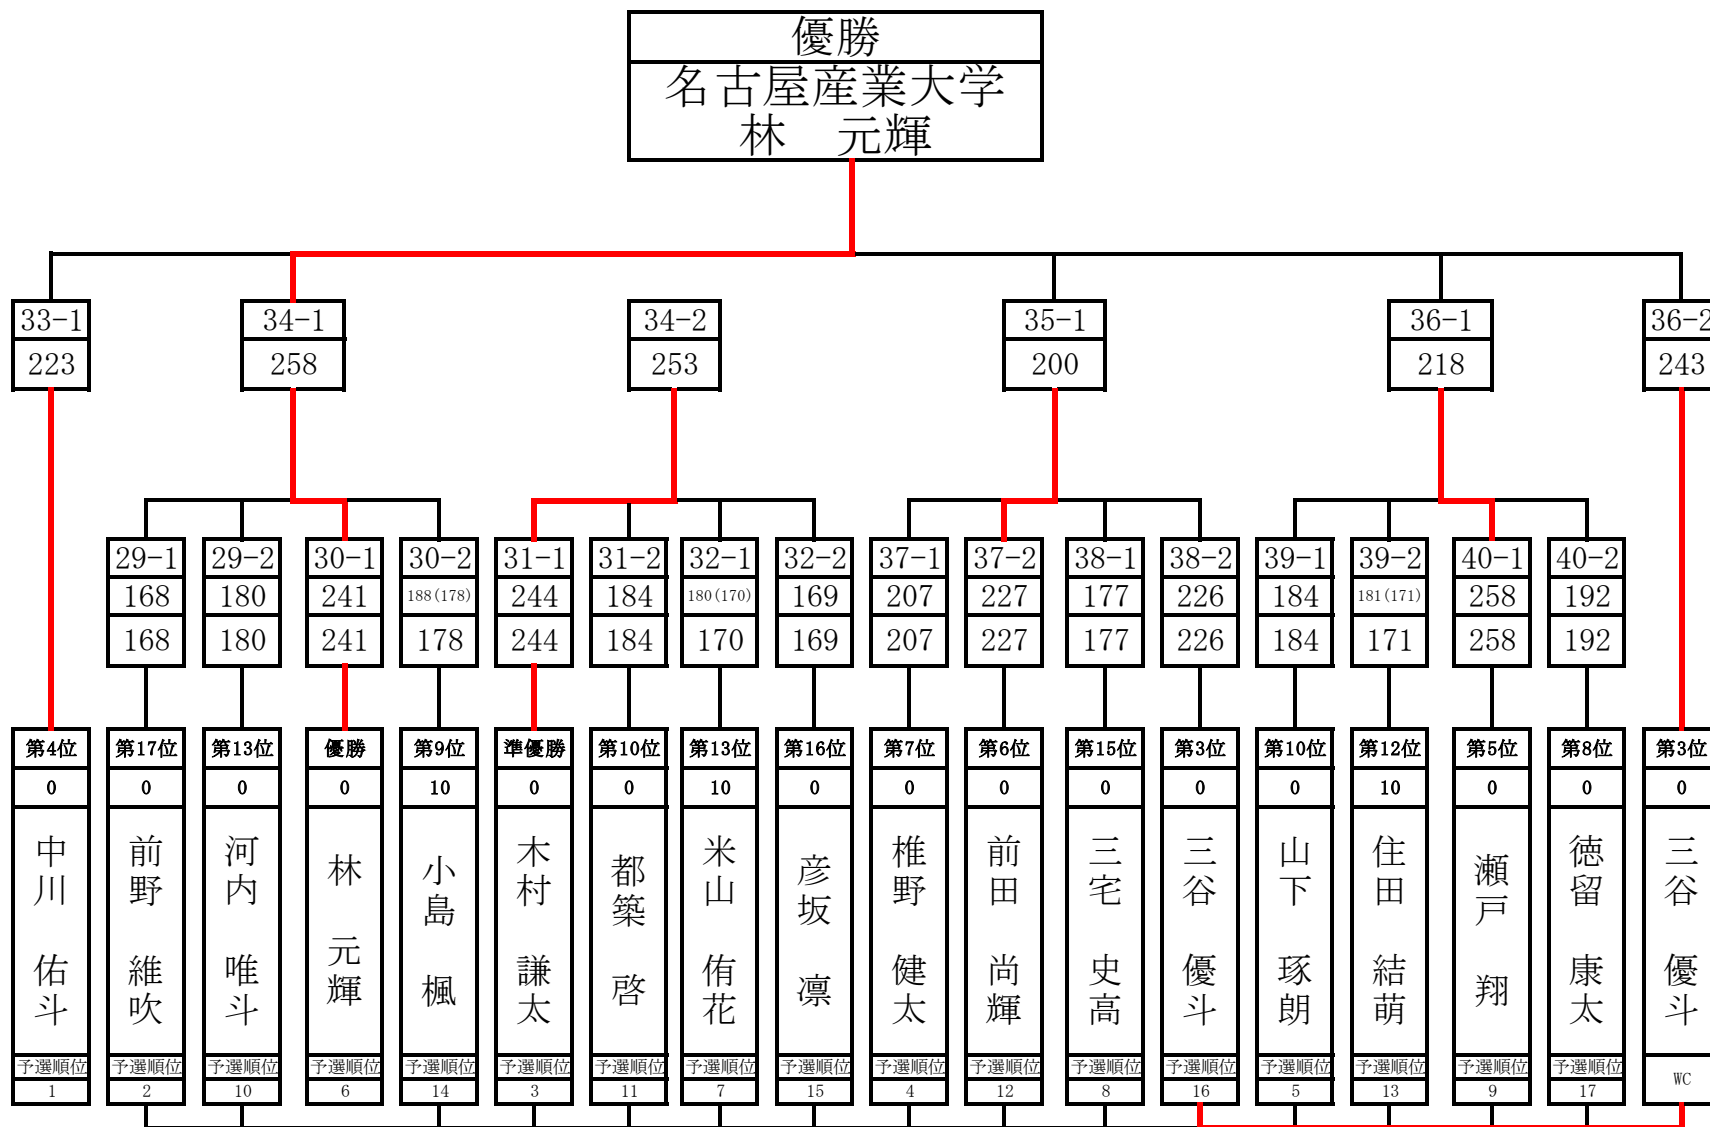 優勝
名古屋産業大学
林　元輝
33-1 34-1 34-2 35-1 36-1 36-2
223 258 253 200 218 243
29-1 29-2 30-1 30-2 31-1 31-2 32-1 32-2 37-1 37-2 38-1 38-2 39-1 39-2 40-1 40-2
168 180 241 188(178) 244 184 180(170) 169 207 227 177 226 184 181(171) 258 192
168 180 241 178 244 184 170 169 207 227 177 226 184 171 258 192
第4位 第17位 第13位 優勝 第9位 準優勝 第10位 第13位 第16位 第7位 第6位 第15位 第3位 第10位 第12位 第5位 第8位 第3位
0 0 0 0 10 0 0 10 0 0 0 0 0 0 10 0 0 0
中川　佑斗
前野　維吹
河内　唯斗
林　元輝
小島　楓
木村　謙太
都築　啓
米山　侑花
彦坂　凛
椎野　健太
前田　尚輝
三宅　史高
三谷　優斗
山下　琢朗
住田　結萌
瀬戸　翔
徳留　康太
三谷　優斗
予選順位 予選順位 予選順位 予選順位 予選順位 予選順位 予選順位 予選順位 予選順位 予選順位 予選順位 予選順位 予選順位 予選順位 予選順位 予選順位 予選順位 WC
1 2 10 6 14 3 11 7 15 4 12 8 16 5 13 9 17